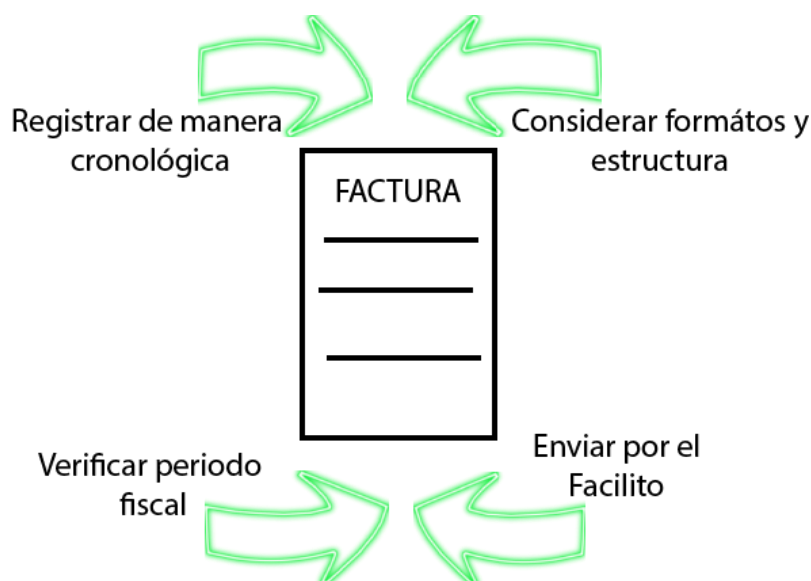 Registrar de manera
cronológica
Considerar formátos y
estructura
FACTURA
Verificar periodo
fiscal
Enviar por el
Facilito